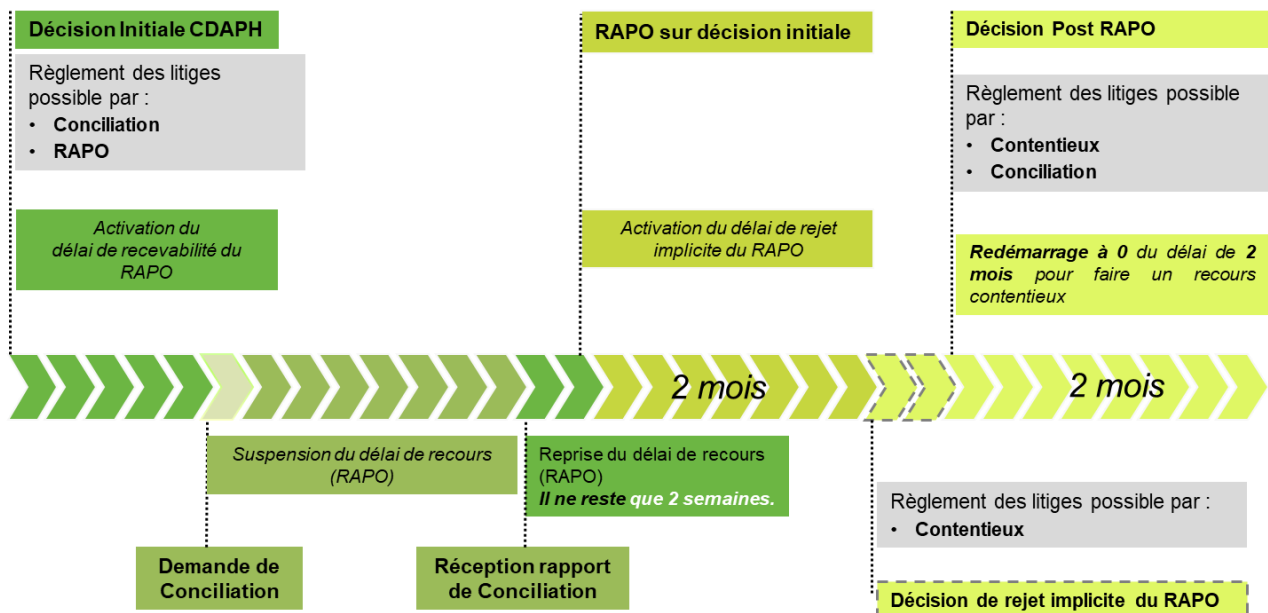 Décision Initiale CDAPH
Règlement des litiges
possible par :
• Conciliation
• RAPO
Activation du
délai de recevabilité du
RAPO
RAPO sur décision initiale
Activation du délai de rejet
implicite du RAPO
Décision Post RAPO
Règlement des litiges possible
par :
• Contentieux
• Conciliation
Redémarrage à 0 du délai de 2
mois pour faire un recours
contentieux
2 mois
2 mois
Suspension du délai de recours
(RAPO)
Reprise du délai de recours
(RAPO)
Il ne reste que 2 semaines.
Demande de
Conciliation
Réception rapport
de Conciliation
Règlement des litiges possible par :
• Contentieux
Décision de rejet implicite du RAPO